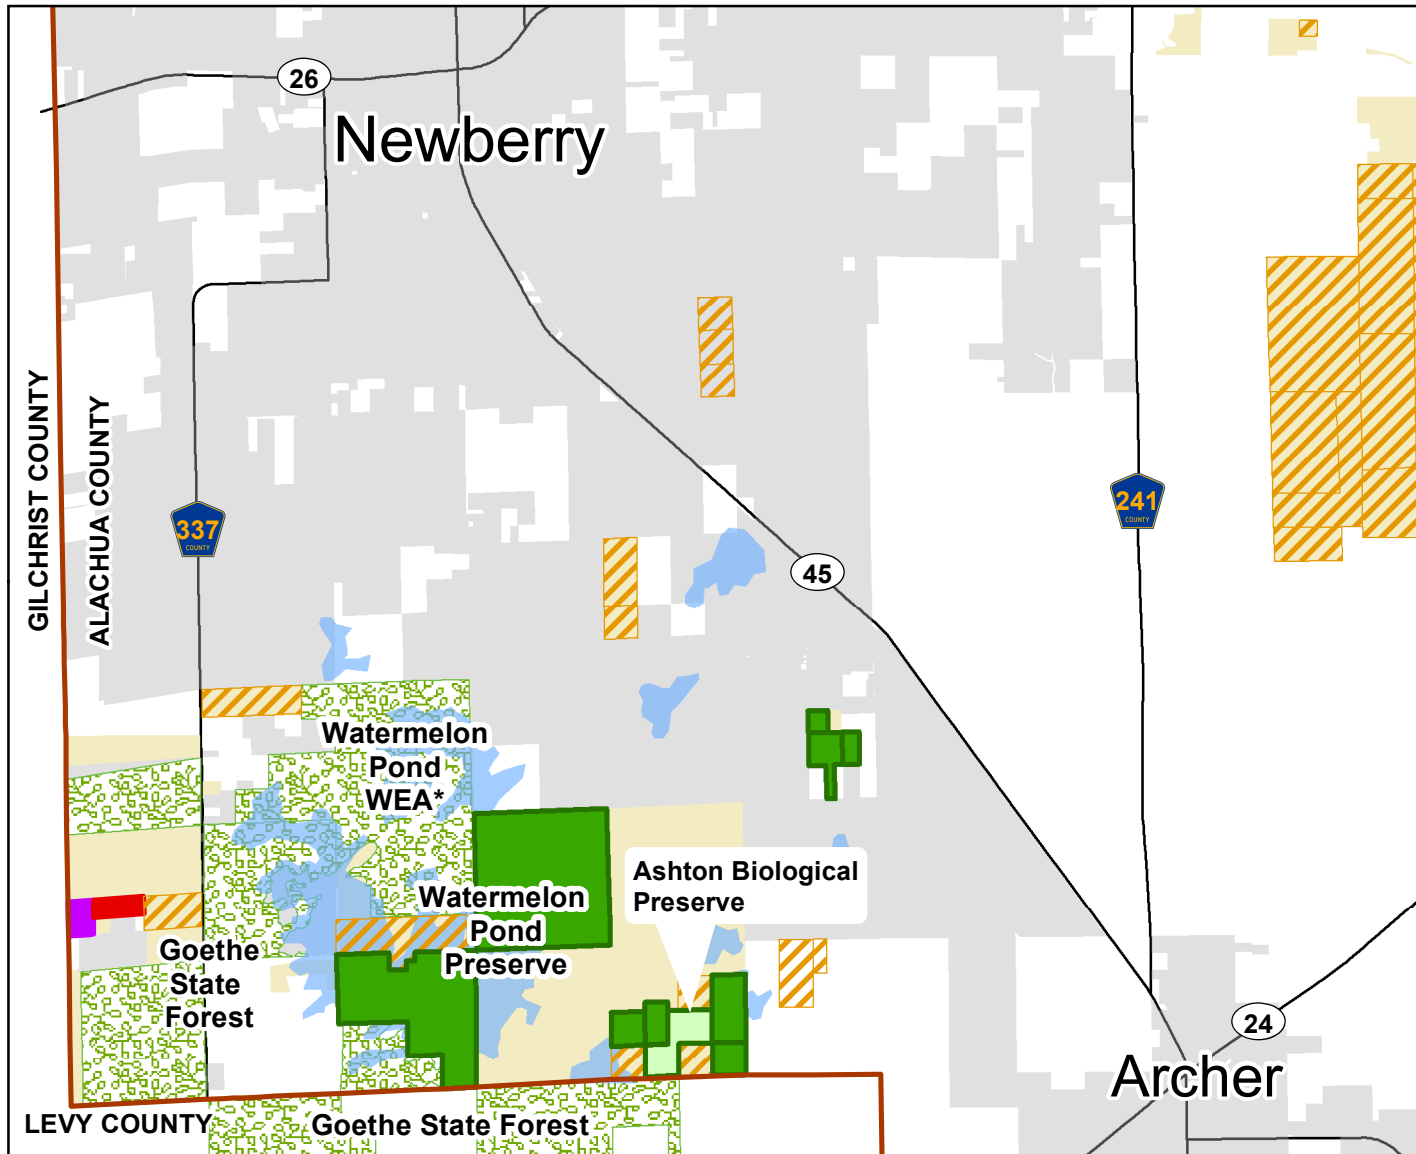 26
Newberry
GILCHRIST COUNTY
ALACHUA COUNTY
337
COUNTY
241
COUNTY
45
Watermelon
Pond
WEA*
Ashton Biological
Preserve
Watermelon
Pond
Preserve
Goethe
State
Forest
24
Archer
LEVY COUNTY
Goethe State Forest